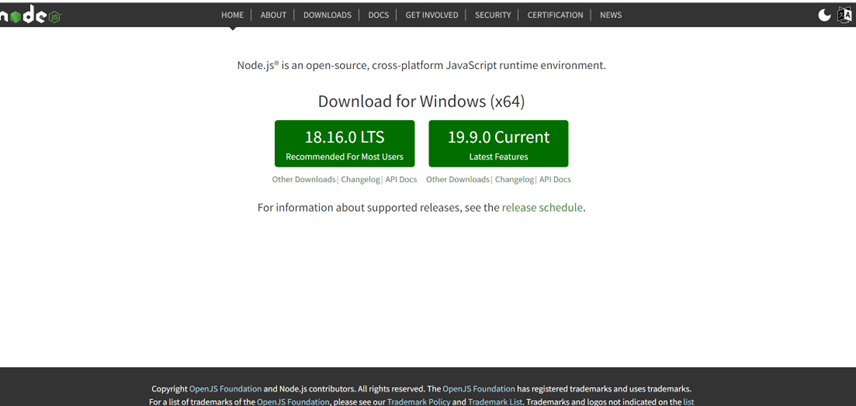 node JS
HOME | ABOUT | DOWNLOADS | DOCS | GET INVOLVED | SECURITY | CERTIFICATION | NEWS
Node.js® is an open-source, cross-platform JavaScript runtime environment.
Download for Windows (x64)
18.16.0 LTS 19.9.0 Current
Recommended For Most Users Latest Features
Other Downloads| Changelog| API Docs Other Downloads| Changelog| API Docs
For information about supported releases, see the release schedule.
Copyright OpenJS Foundation and Node.js contributors. All rights reserved. The OpenJS Foundation has registered trademarks and uses trademarks.
For a list of trademarks of the OpenJS Foundation, please see our Trademark Policy and Trademark List. Trademarks and logos not indicated on the list